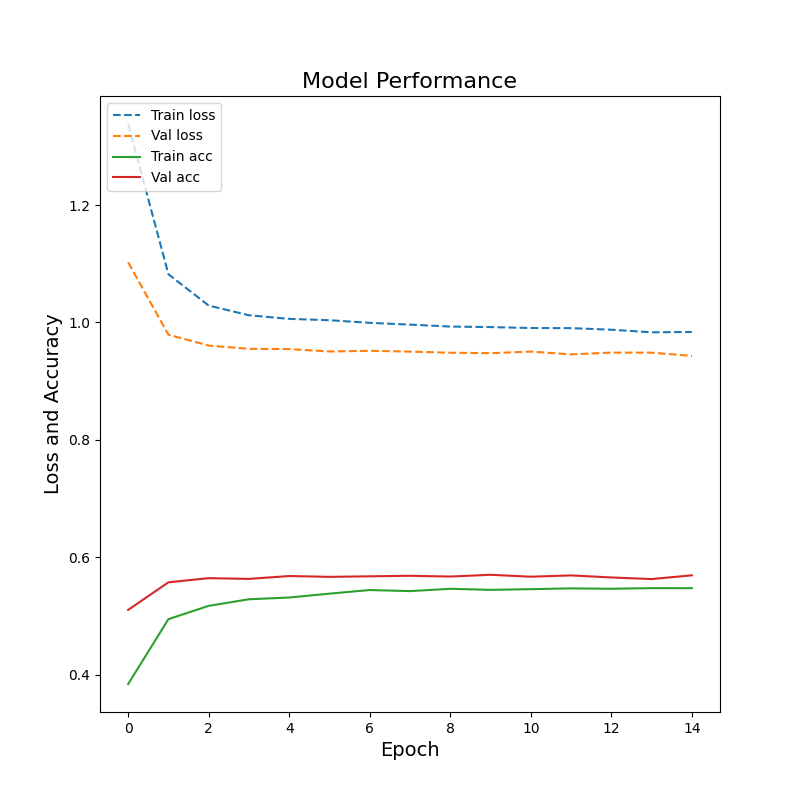 Model Performance
Train loss
Val loss
Train acc
Val acc
1.2
1.0
0.8
0.6
0.4
Loss and Accuracy
0 2 4 6 8 10 12 14
Epoch